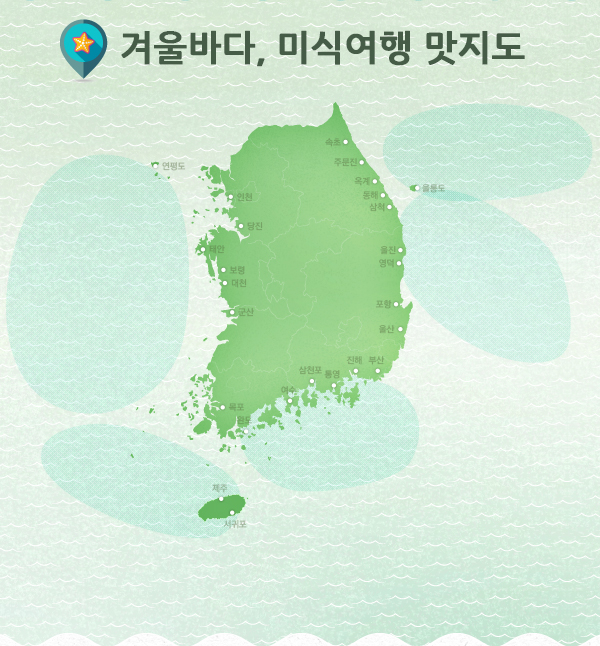 겨울바다, 미식여행 맛지도
속초
주문진
연평도
옥계
울릉도
동해
인천
삼척
당진
태안
울진
영덕
보령
대천
포항
군산
울산
진해 부산
삼천포
통영
여수
목포
완도
제주
서귀포